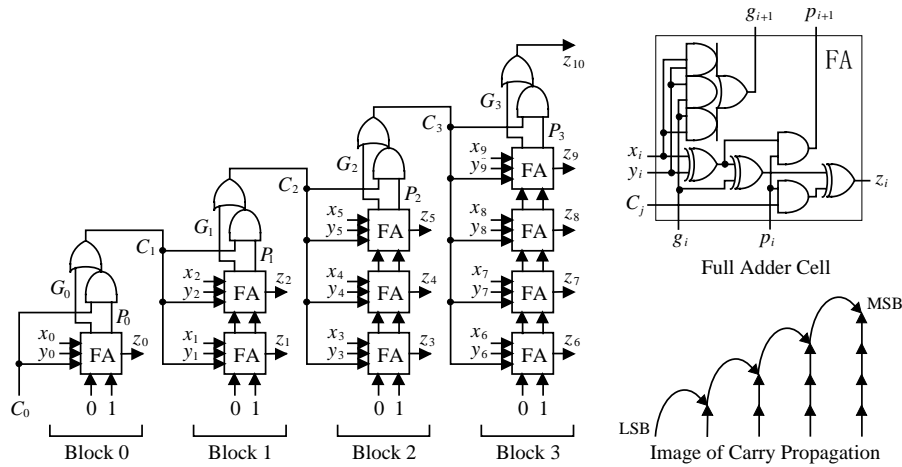 G₃
z₁₀
C₃
P₃
x₉
y₉
FA
z₉
G₂
C₂
P₂
x₅
y₅
FA
z₅
x₈
y₈
FA
z₈
G₁
C₁
P₁
x₂
y₂
FA
z₂
x₄
y₄
FA
z₄
x₇
y₇
FA
z₇
G₀
P₀
x₀
y₀
FA
z₀
x₁
y₁
FA
z₁
x₃
y₃
FA
z₃
x₆
y₆
FA
z₆
C₀
0 1
0 1
0 1
0 1
Block 0
Block 1
Block 2
Block 3
gᵢ₊₁
pᵢ₊₁
FA
xᵢ
yᵢ
Cⱼ
zᵢ
gᵢ
pᵢ
Full Adder Cell
MSB
LSB
Image of Carry Propagation